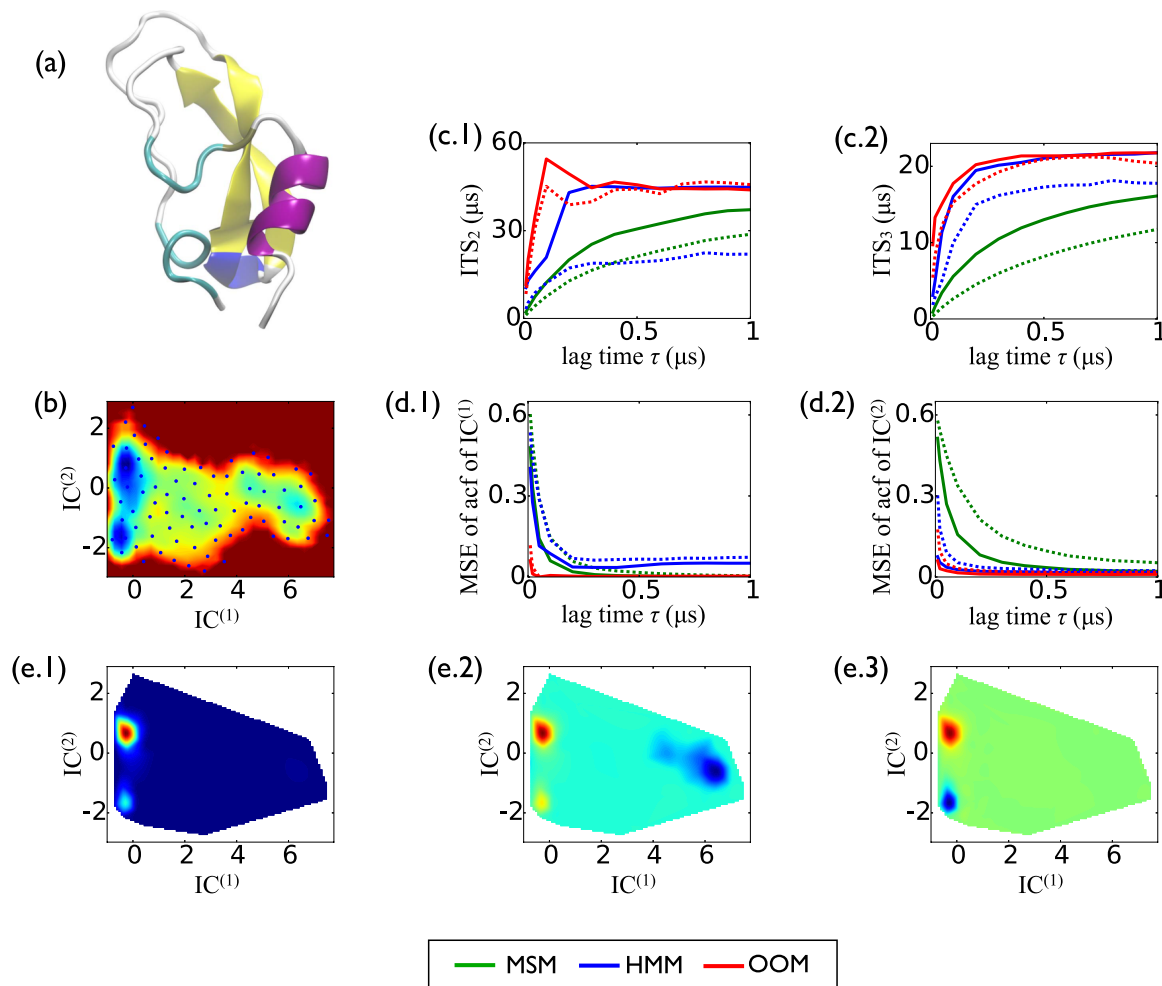 (a)
(c.1)
60
30
0
ITS₂ (μs)
0 0.5 1
lag time τ (μs)
(c.2)
20
10
0
ITS₃ (μs)
0 0.5 1
lag time τ (μs)
(b)
2
0
-2
IC⁽²⁾
0 2 4 6
IC⁽¹⁾
(d.1)
0.6
0.3
0
MSE of acf of IC⁽¹⁾
0 0.5 1
lag time τ (μs)
(d.2)
0.6
0.3
0
MSE of acf of IC⁽²⁾
0 0.5 1
lag time τ (μs)
(e.1)
2
0
-2
IC⁽²⁾
0 2 4 6
IC⁽¹⁾
(e.2)
2
0
-2
IC⁽²⁾
0 2 4 6
IC⁽¹⁾
(e.3)
2
0
-2
IC⁽²⁾
0 2 4 6
IC⁽¹⁾
MSM HMM OOM